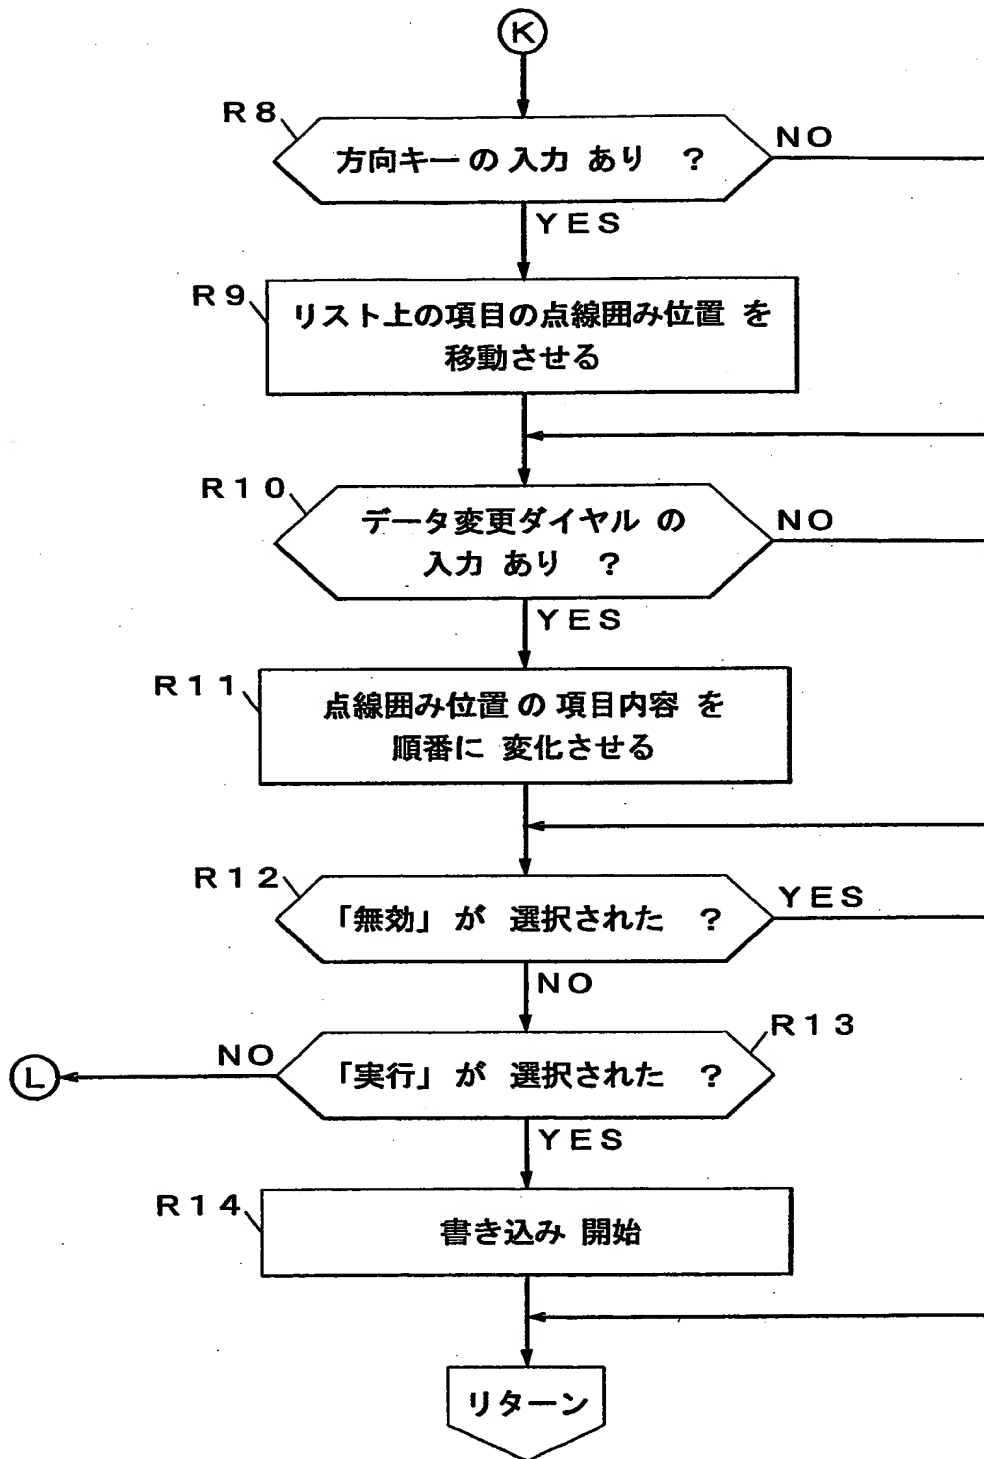 K
R8
方向キーの入力 あり ?
NO
YES
R9
リスト上の項目の点線囲み位置 を
移動させる
R10
データ変更ダイヤル の
入力 あり ?
NO
YES
R11
点線囲み位置 の 項目内容 を
順番に 変化させる
R12
「無効」 が 選択された ?
YES
NO
R13
「実行」 が 選択された ?
NO
L
YES
R14
書き込み 開始
リターン